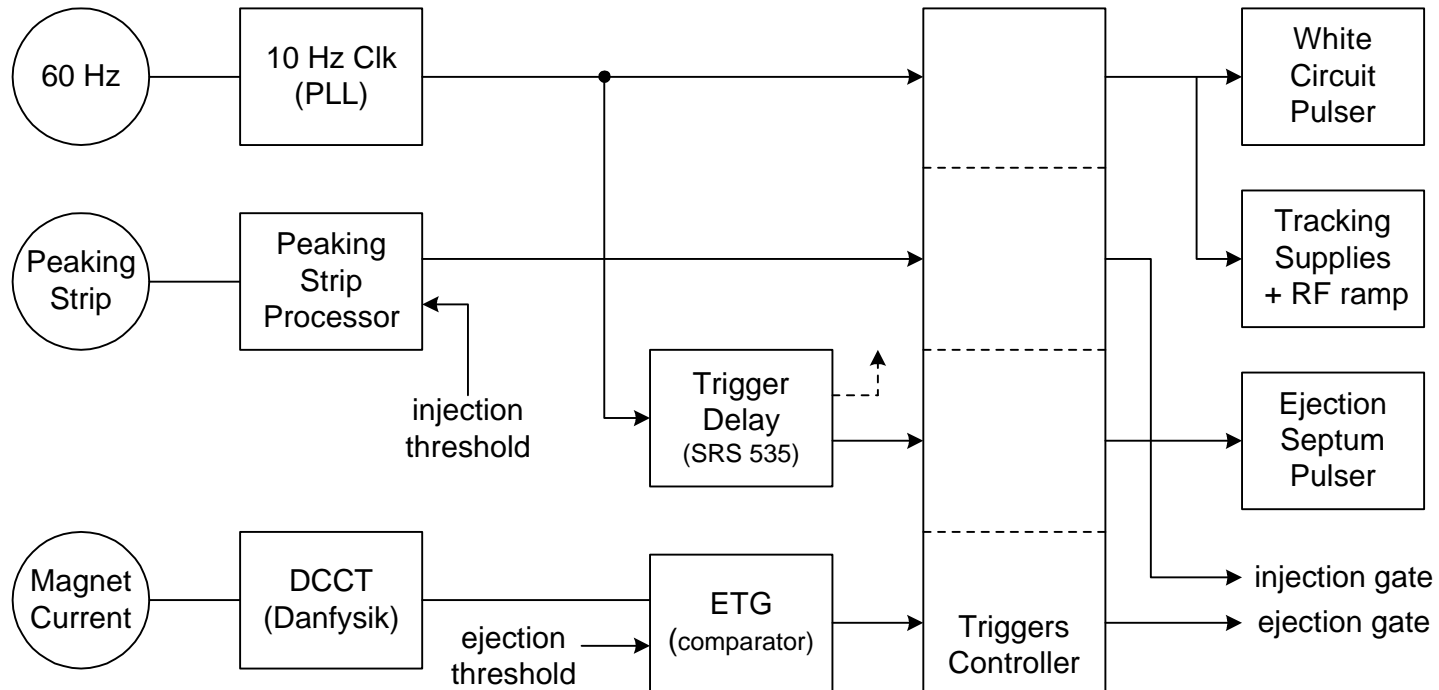 60 Hz
10 Hz Clk
(PLL)
White
Circuit
Pulser
Peaking
Strip
Peaking
Strip
Processor
Tracking
Supplies
+ RF ramp
injection
threshold
Trigger
Delay
(SRS 535)
Ejection
Septum
Pulser
Magnet
Current
DCCT
(Danfysik)
ejection
threshold
ETG
(comparator)
Triggers
Controller
injection gate
ejection gate